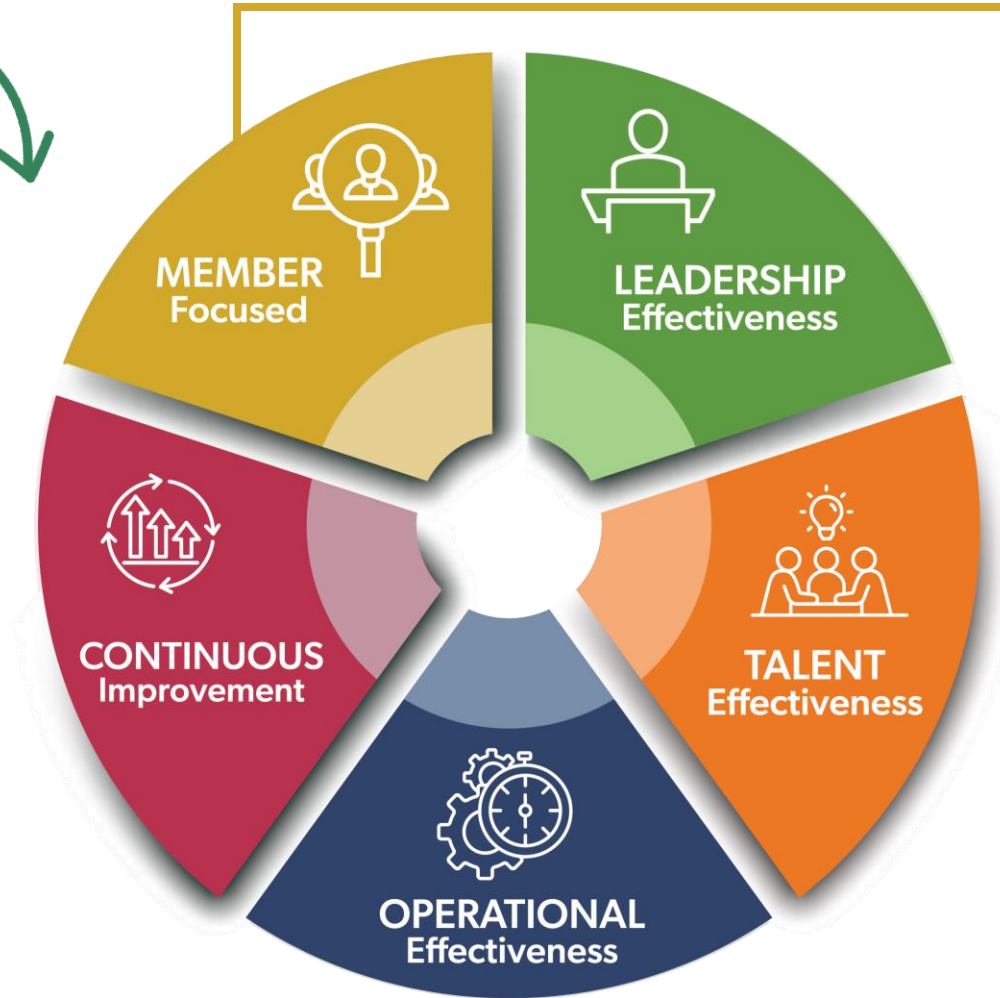 MEMBER
Focused
LEADERSHIP
Effectiveness
TALENT
Effectiveness
OPERATIONAL
Effectiveness
CONTINUOUS
Improvement